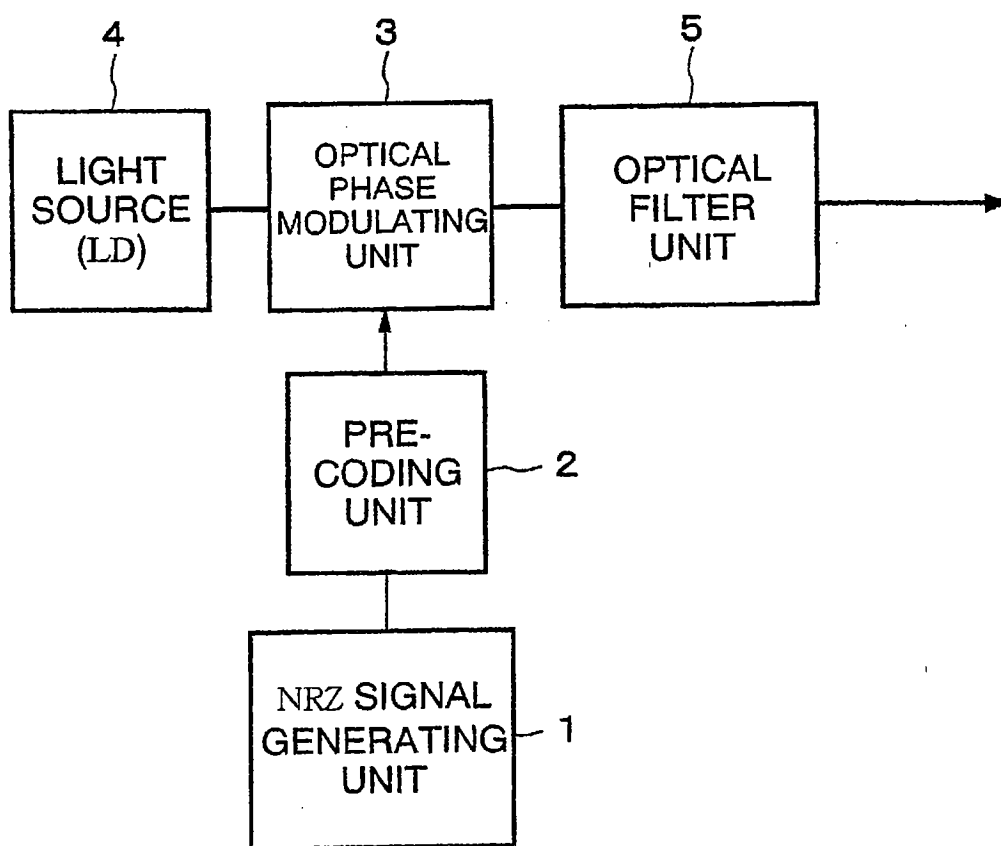 4
3
5
LIGHT
SOURCE
(LD)
OPTICAL
PHASE
MODULATING
UNIT
OPTICAL
FILTER
UNIT
PRE-
CODING
UNIT
2
NRZ SIGNAL
GENERATING
UNIT
1